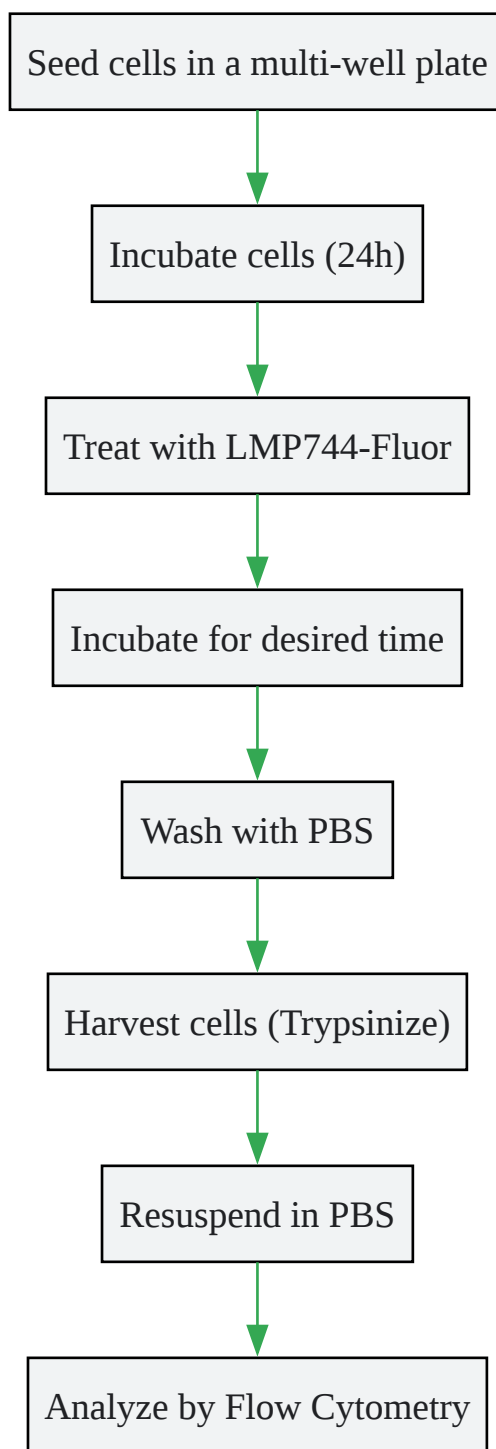 Seed cells in a multi-well plate
Incubate cells (24h)
Treat with LMP744-Fluor
Incubate for desired time
Wash with PBS
Harvest cells (Trypsinize)
Resuspend in PBS
Analyze by Flow Cytometry